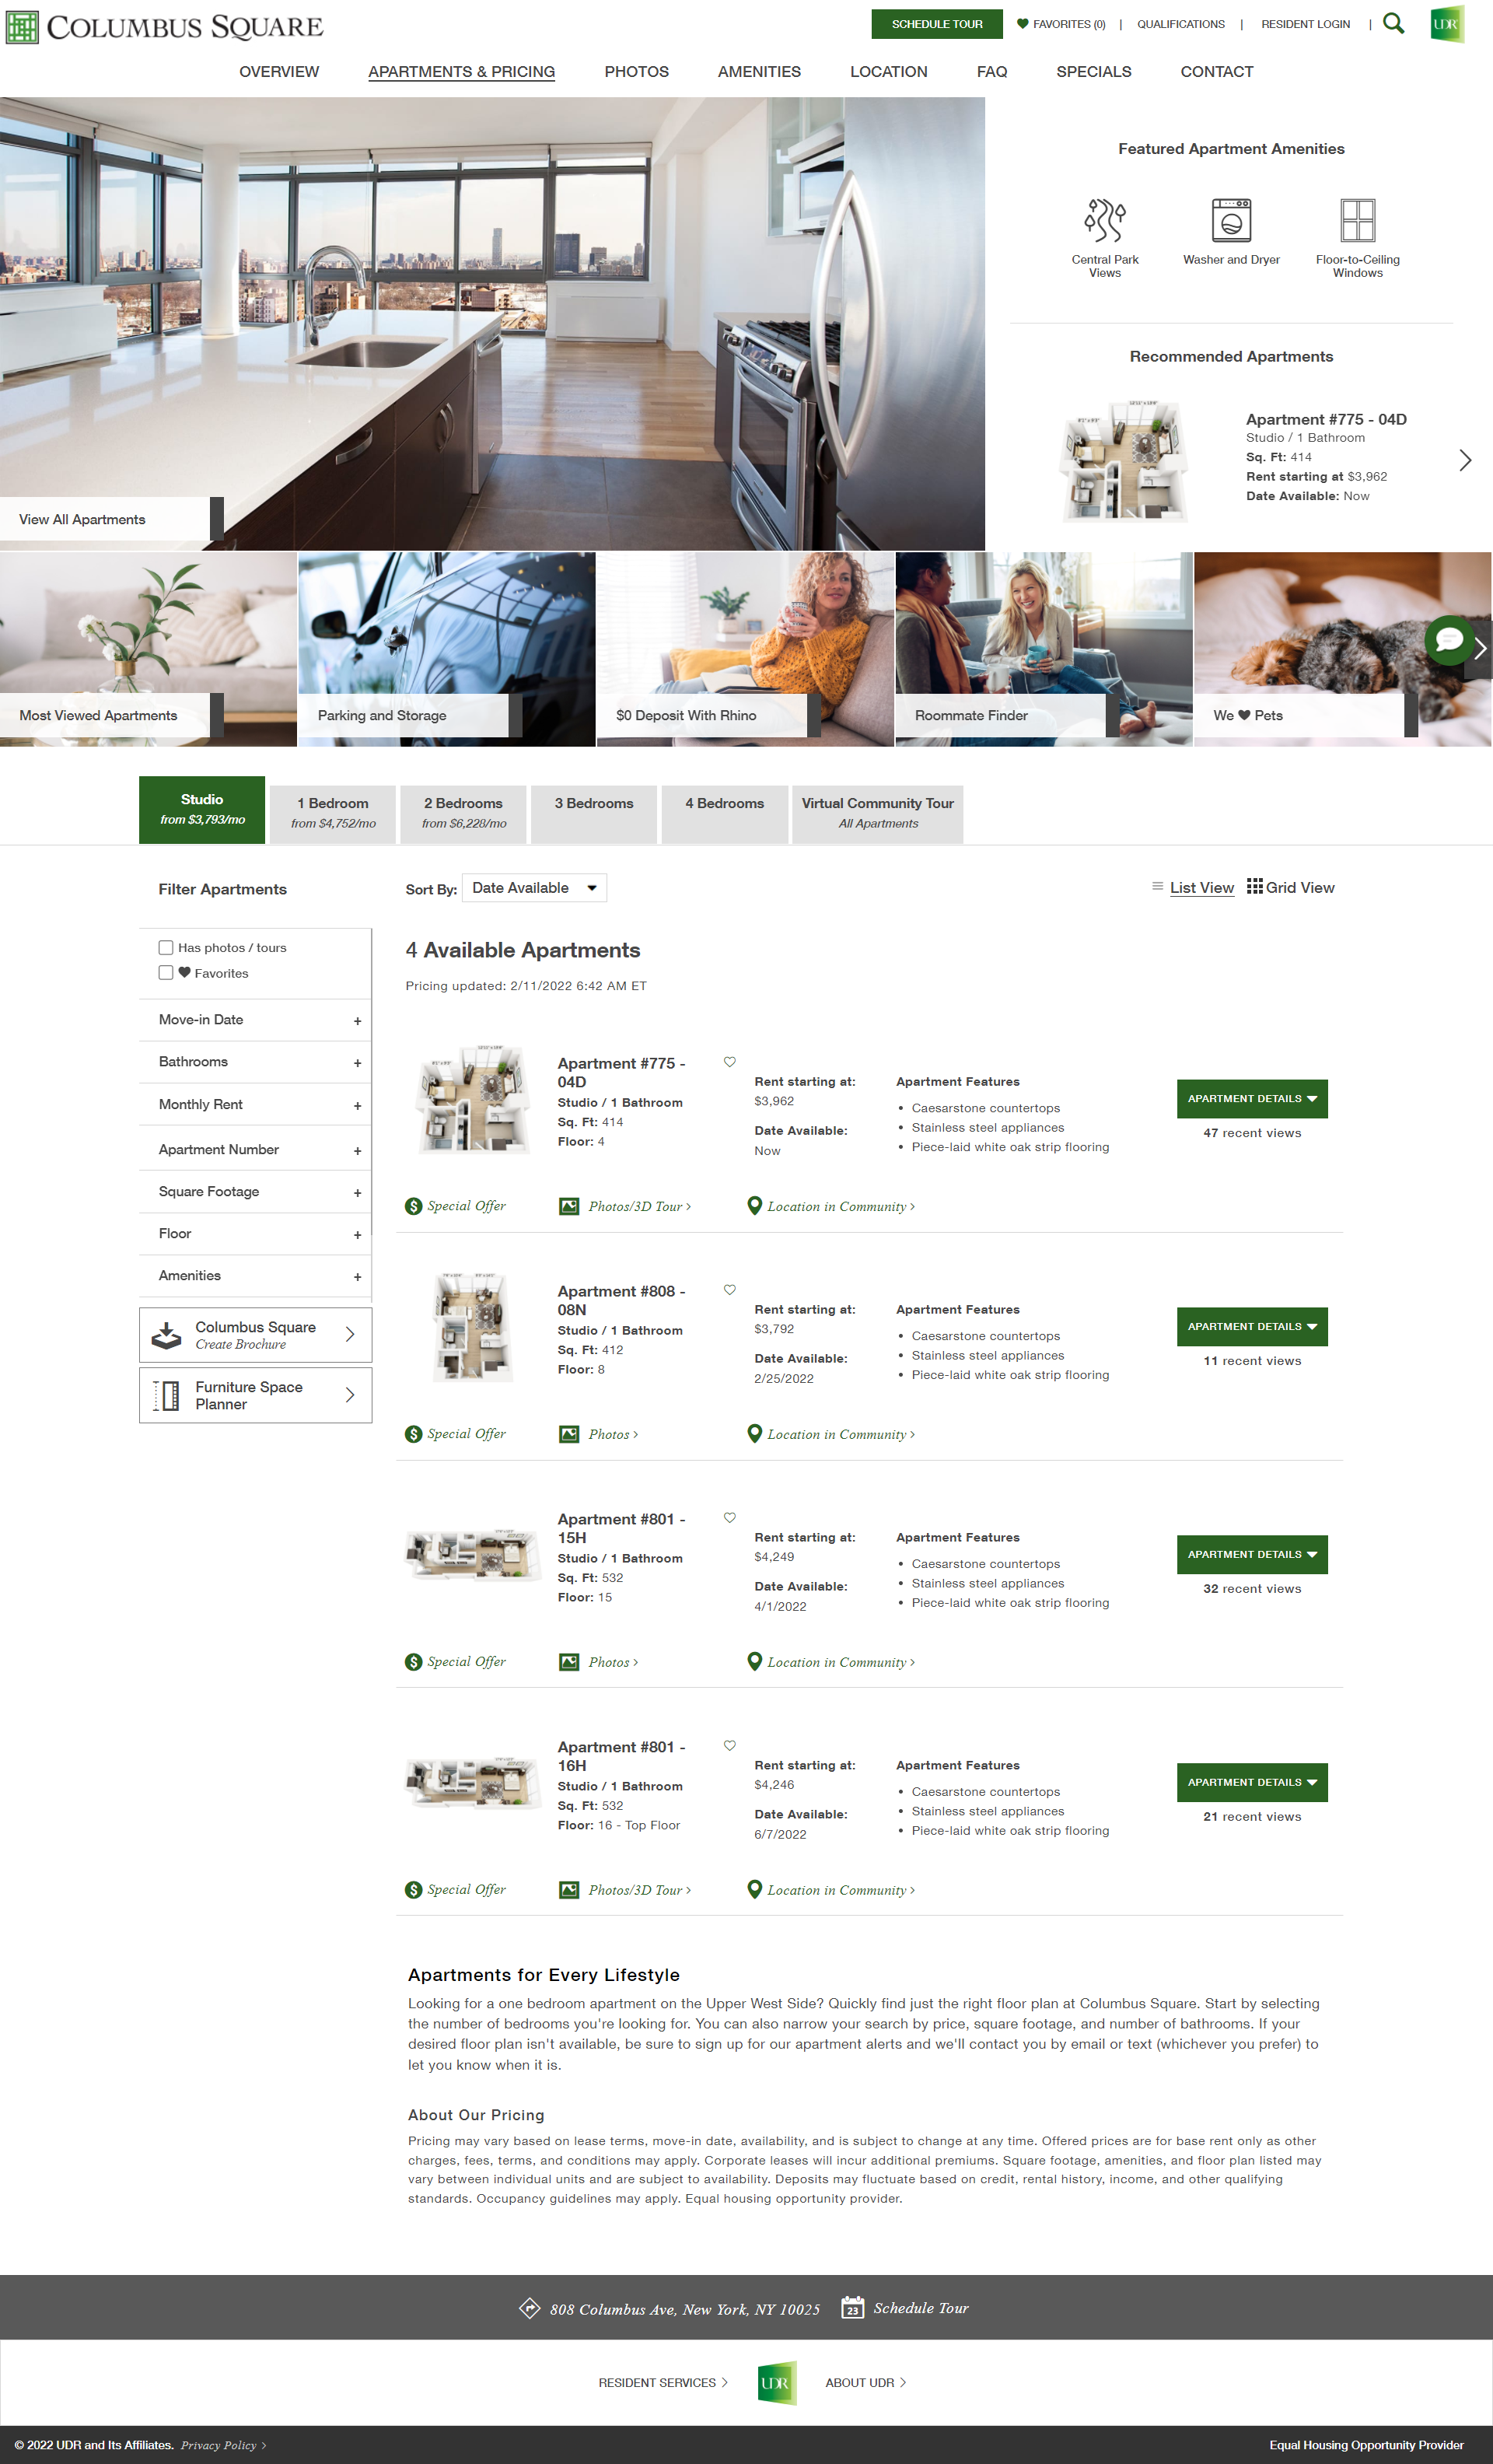 COLUMBUS SQUARE
SCHEDULE TOUR
FAVORITES (0) | QUALIFICATIONS | RESIDENT LOGIN |
UDR
OVERVIEW APARTMENTS & PRICING PHOTOS AMENITIES LOCATION FAQ SPECIALS CONTACT
Featured Apartment Amenities
Central Park
Views
Washer and Dryer
Floor-to-Ceiling
Windows
Recommended Apartments
Apartment #775 - 04D
Studio / 1 Bathroom
Sq. Ft: 414
Rent starting at $3,962
Date Available: Now
View All Apartments
Most Viewed Apartments
Parking and Storage
$0 Deposit With Rhino
Roommate Finder
We ♥ Pets
Studio
from $3,793/mo
1 Bedroom
from $4,752/mo
2 Bedrooms
from $6,228/mo
3 Bedrooms
4 Bedrooms
Virtual Community Tour
All Apartments
Filter Apartments
Has photos / tours
Favorites
Move-in Date +
Bathrooms +
Monthly Rent +
Apartment Number +
Square Footage +
Floor +
Amenities +
Columbus Square
Create Brochure
Furniture Space
Planner
Sort By: Date Available
List View Grid View
4 Available Apartments
Pricing updated: 2/11/2022 6:42 AM ET
Apartment #775 -
04D
Studio / 1 Bathroom
Sq. Ft: 414
Floor: 4
Rent starting at:
$3,962
Date Available:
Now
Apartment Features
• Caesarstone countertops
• Stainless steel appliances
• Piece-laid white oak strip flooring
APARTMENT DETAILS
47 recent views
Special Offer
Photos/3D Tour >
Location in Community >
Apartment #808 -
08N
Studio / 1 Bathroom
Sq. Ft: 412
Floor: 8
Rent starting at:
$3,792
Date Available:
2/25/2022
Apartment Features
• Caesarstone countertops
• Stainless steel appliances
• Piece-laid white oak strip flooring
APARTMENT DETAILS
11 recent views
Special Offer
Photos >
Location in Community >
Apartment #801 -
15H
Studio / 1 Bathroom
Sq. Ft: 532
Floor: 15
Rent starting at:
$4,249
Date Available:
4/1/2022
Apartment Features
• Caesarstone countertops
• Stainless steel appliances
• Piece-laid white oak strip flooring
APARTMENT DETAILS
32 recent views
Special Offer
Photos >
Location in Community >
Apartment #801 -
16H
Studio / 1 Bathroom
Sq. Ft: 532
Floor: 16 - Top Floor
Rent starting at:
$4,246
Date Available:
6/7/2022
Apartment Features
• Caesarstone countertops
• Stainless steel appliances
• Piece-laid white oak strip flooring
APARTMENT DETAILS
21 recent views
Special Offer
Photos/3D Tour >
Location in Community >
Apartments for Every Lifestyle
Looking for a one bedroom apartment on the Upper West Side? Quickly find just the right floor plan at Columbus Square. Start by selecting
the number of bedrooms you're looking for. You can also narrow your search by price, square footage, and number of bathrooms. If your
desired floor plan isn't available, be sure to sign up for our apartment alerts and we'll contact you by email or text (whichever you prefer) to
let you know when it is.
About Our Pricing
Pricing may vary based on lease terms, move-in date, availability, and is subject to change at any time. Offered prices are for base rent only as other
charges, fees, terms, and conditions may apply. Corporate leases will incur additional premiums. Square footage, amenities, and floor plan listed may
vary between individual units and are subject to availability. Deposits may fluctuate based on credit, rental history, income, and other qualifying
standards. Occupancy guidelines may apply. Equal housing opportunity provider.
808 Columbus Ave, New York, NY 10025
23 Schedule Tour
RESIDENT SERVICES > UDR ABOUT UDR >
© 2022 UDR and Its Affiliates. Privacy Policy >
Equal Housing Opportunity Provider